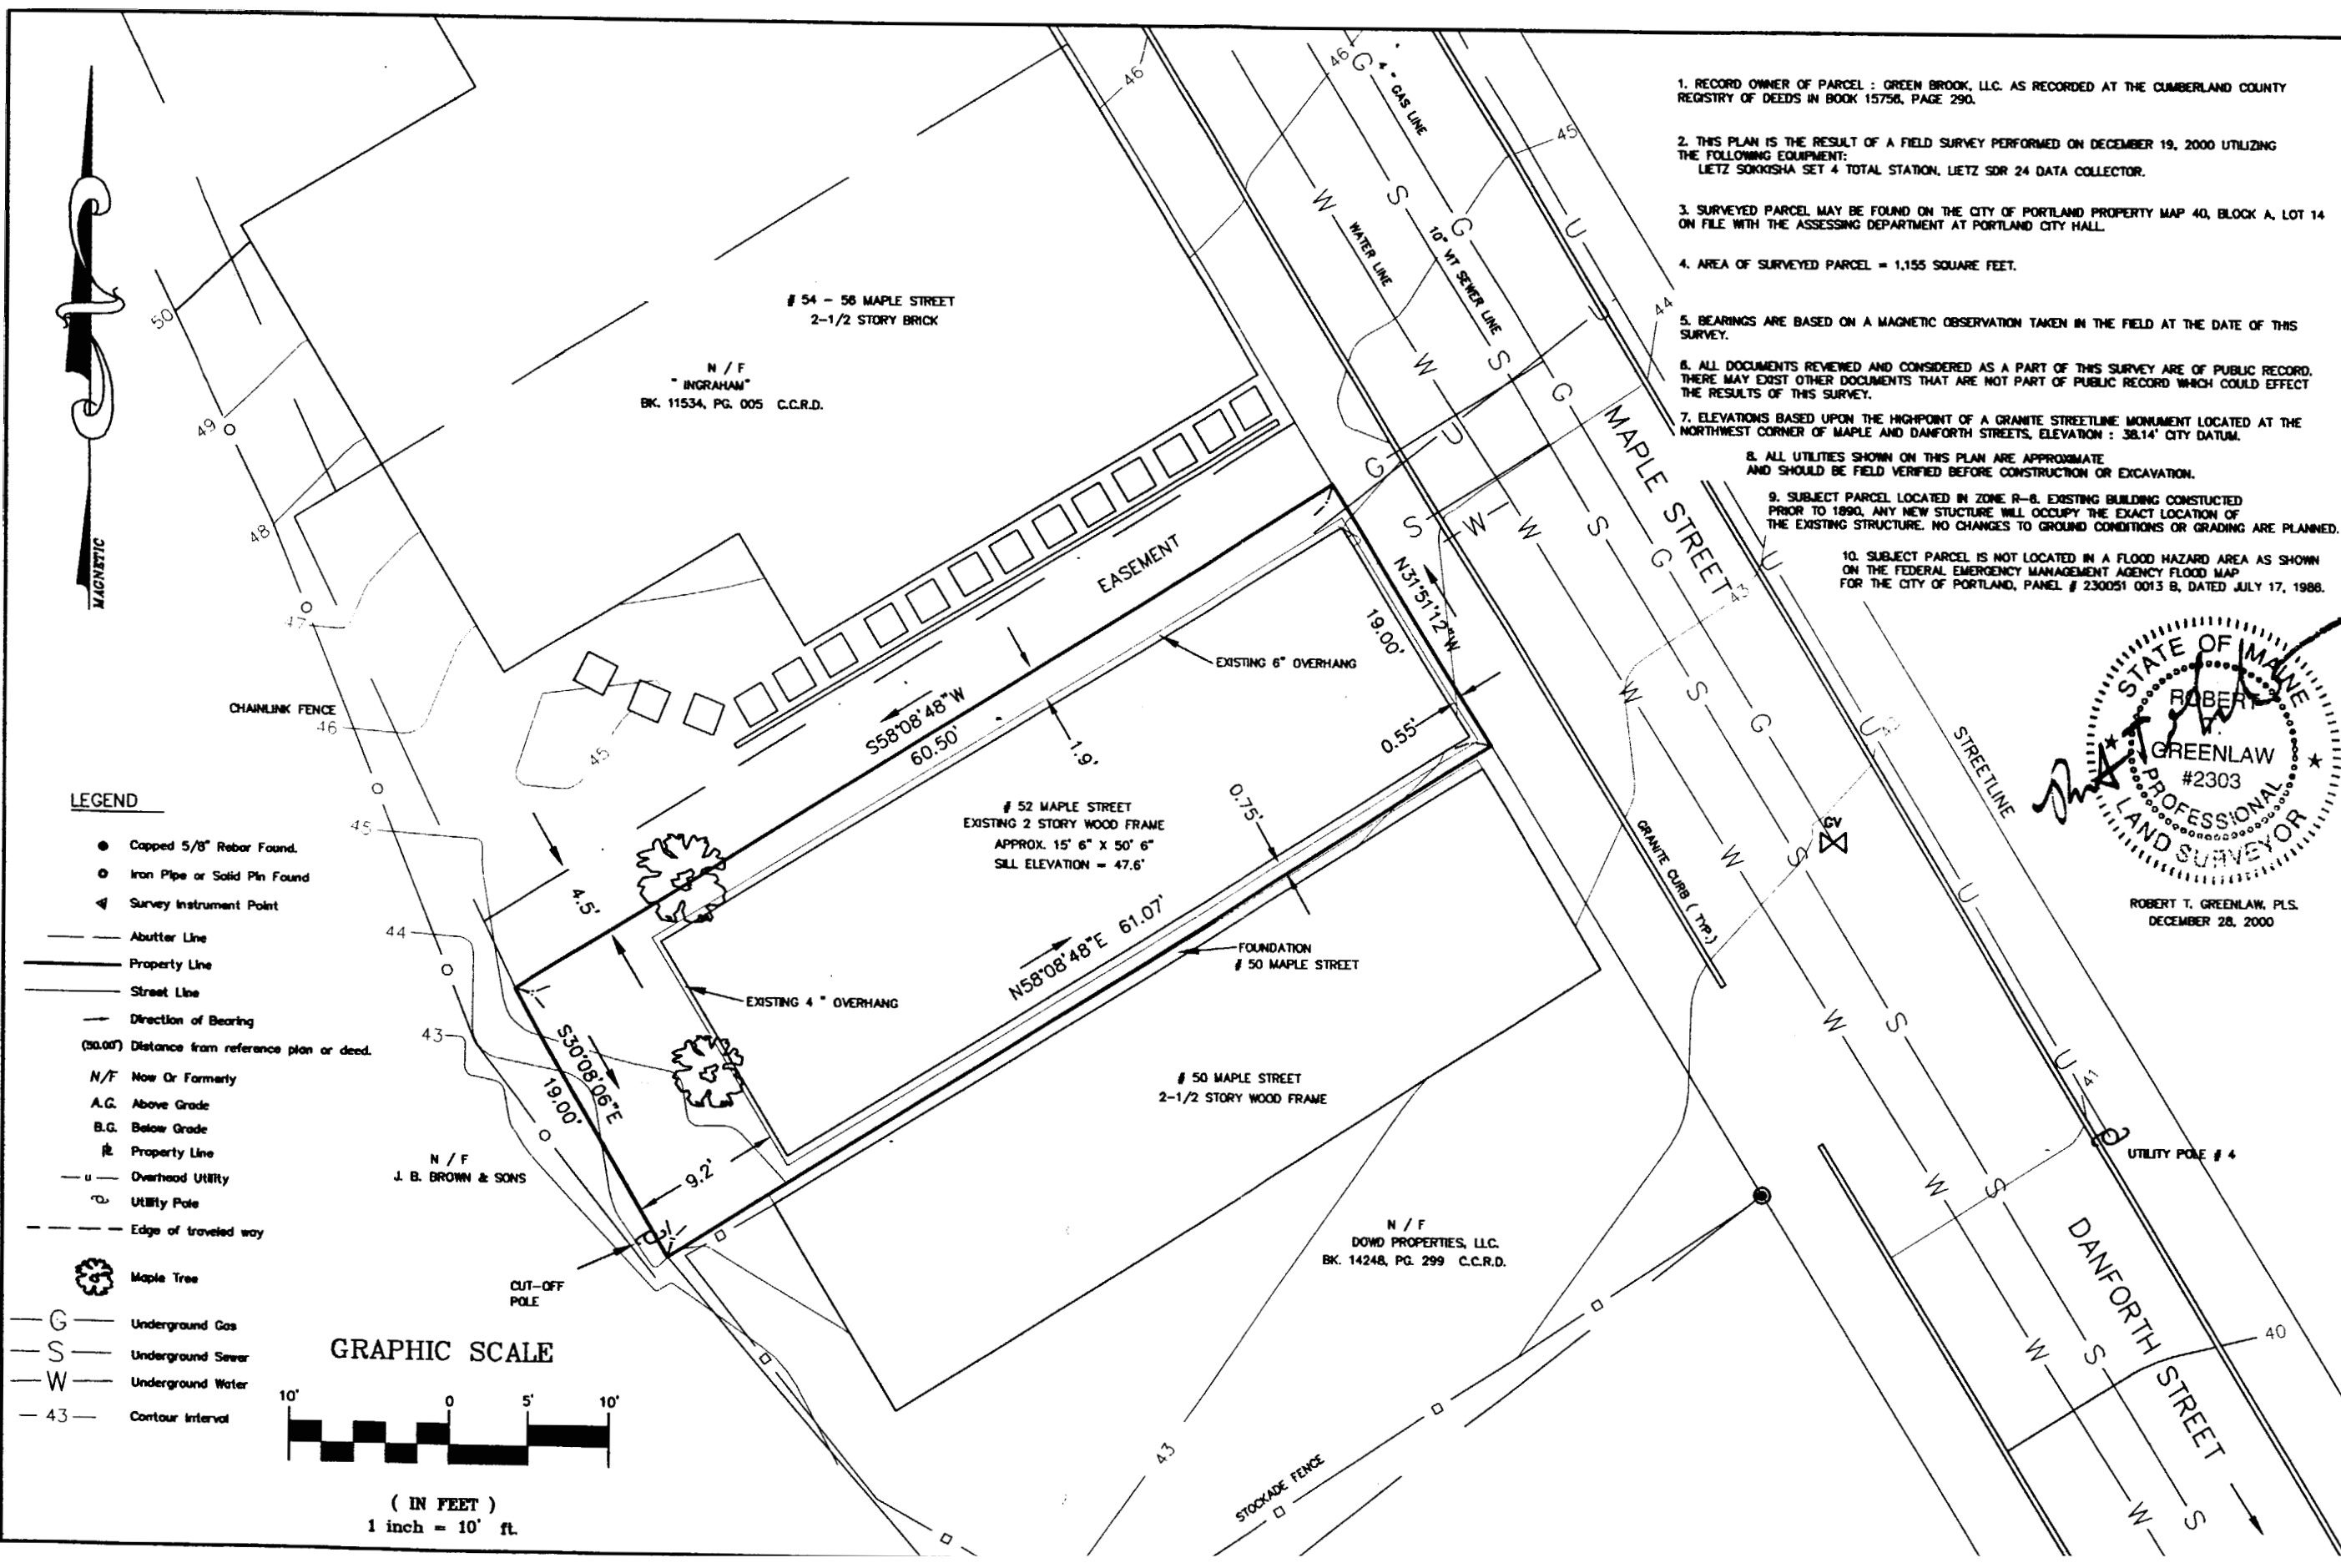 1. RECORD OWNER OF PARCEL : GREEN BROOK, LLC. AS RECORDED AT THE CUMBERLAND COUNTY
REGISTRY OF DEEDS IN BOOK 15756, PAGE 290.
2. THIS PLAN IS THE RESULT OF A FIELD SURVEY PERFORMED ON DECEMBER 19, 2000 UTILIZING
THE FOLLOWING EQUIPMENT:
LIETZ SOKKISHA SET 4 TOTAL STATION, LIETZ SDR 24 DATA COLLECTOR.
3. SURVEYED PARCEL MAY BE FOUND ON THE CITY OF PORTLAND PROPERTY MAP 40, BLOCK A, LOT 14
ON FILE WITH THE ASSESSING DEPARTMENT AT PORTLAND CITY HALL.
4. AREA OF SURVEYED PARCEL = 1,155 SQUARE FEET.
5. BEARINGS ARE BASED ON A MAGNETIC OBSERVATION TAKEN IN THE FIELD AT THE DATE OF THIS
SURVEY.
6. ALL DOCUMENTS REVIEWED AND CONSIDERED AS A PART OF THIS SURVEY ARE OF PUBLIC RECORD.
THERE MAY EXIST OTHER DOCUMENTS THAT ARE NOT PART OF PUBLIC RECORD WHICH COULD EFFECT
THE RESULTS OF THIS SURVEY.
7. ELEVATIONS BASED UPON THE HIGHPOINT OF A GRANITE STREETLINE MONUMENT LOCATED AT THE
NORTHWEST CORNER OF MAPLE AND DANFORTH STREETS, ELEVATION : 38.14' CITY DATUM.
8. ALL UTILITIES SHOWN ON THIS PLAN ARE APPROXIMATE
AND SHOULD BE FIELD VERIFIED BEFORE CONSTRUCTION OR EXCAVATION.
9. SUBJECT PARCEL LOCATED IN ZONE R-6. EXISTING BUILDING CONSTUCTED
PRIOR TO 1890, ANY NEW STUCTURE WILL OCCUPY THE EXACT LOCATION OF
THE EXISTING STRUCTURE. NO CHANGES TO GROUND CONDITIONS OR GRADING ARE PLANNED.
10. SUBJECT PARCEL IS NOT LOCATED IN A FLOOD HAZARD AREA AS SHOWN
ON THE FEDERAL EMERGENCY MANAGEMENT AGENCY FLOOD MAP
FOR THE CITY OF PORTLAND, PANEL # 230051 0013 B, DATED JULY 17, 1986.
STATE OF MAINE
ROBERT T.
GREENLAW
#2303
PROFESSIONAL
LAND SURVEYOR
ROBERT T. GREENLAW, PLS.
DECEMBER 28, 2000
MAGNETIC
# 54 - 56 MAPLE STREET
2-1/2 STORY BRICK
N / F
" INGRAHAM"
BK. 11534, PG. 005 C.C.R.D.
46
46
45
44
43
42
41
40
50
49
48
47
46
45
45
44
43
43
4" GAS LINE
WATER LINE
10" VIT SEWER LINE
MAPLE STREET
DANFORTH STREET
STREETLINE
GRANITE CURB ( TYP.)
GV
UTILITY POLE # 4
EASEMENT
N31°51'12"W
19.00'
EXISTING 6" OVERHANG
S58°08'48"W
60.50'
1.9'
0.55'
0.75'
4.5'
9.2'
# 52 MAPLE STREET
EXISTING 2 STORY WOOD FRAME
APPROX. 15' 6" X 50' 6"
SILL ELEVATION = 47.6'
N58°08'48"E 61.07'
FOUNDATION
# 50 MAPLE STREET
EXISTING 4 " OVERHANG
S30°08'06"E
19.00'
CHAINLINK FENCE
N / F
J. B. BROWN & SONS
CUT-OFF
POLE
# 50 MAPLE STREET
2-1/2 STORY WOOD FRAME
N / F
DOWD PROPERTIES, LLC.
BK. 14248, PG. 299 C.C.R.D.
STOCKADE FENCE
LEGEND
Capped 5/8" Rebar Found.
Iron Pipe or Solid Pin Found
Survey Instrument Point
Abutter Line
Property Line
Street Line
Direction of Bearing
(50.00') Distance from reference plan or deed.
N/F Now Or Formerly
A.G. Above Grade
B.G. Below Grade
Property Line
u Overhead Utility
Utility Pole
Edge of traveled way
Maple Tree
G Underground Gas
S Underground Sewer
W Underground Water
43 Contour Interval
GRAPHIC SCALE
10' 0 5' 10'
( IN FEET )
1 inch = 10' ft.